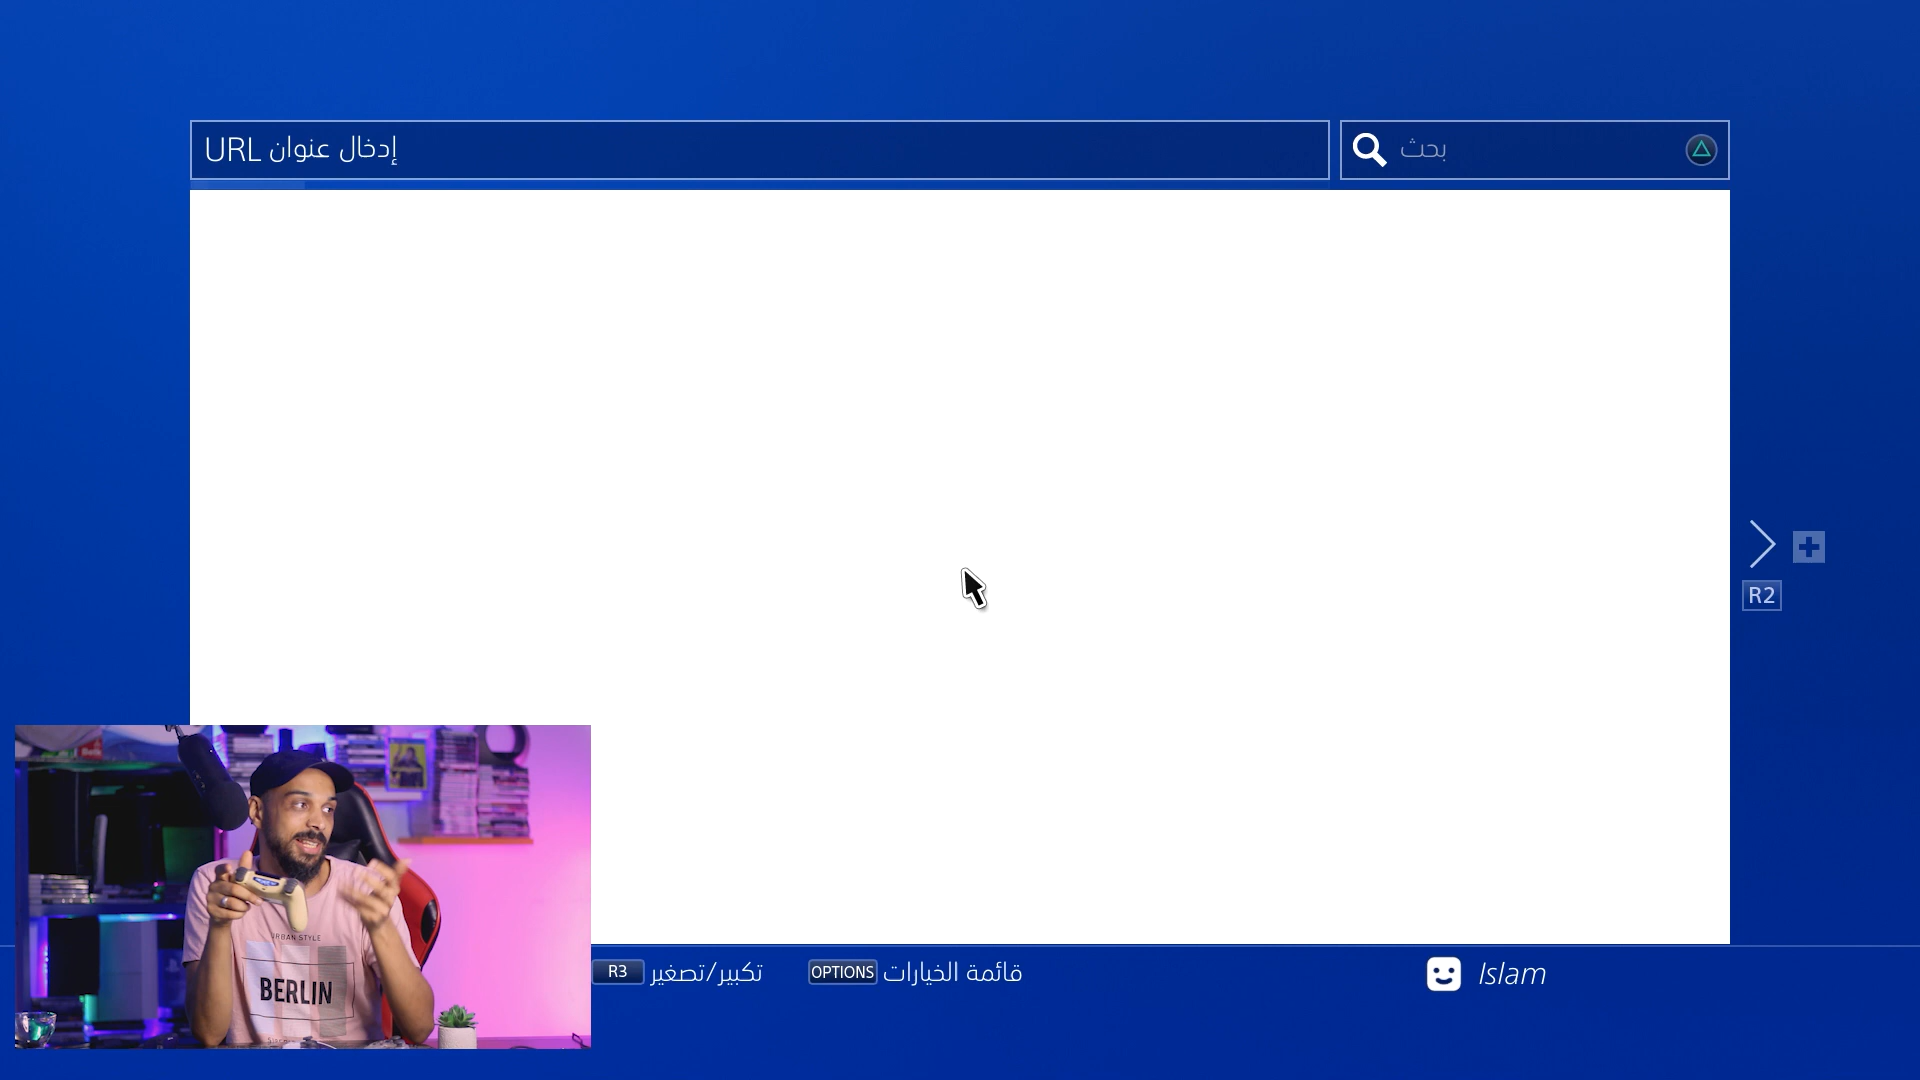 إدخال عنوان URL
بحث
R2
URBAN STYLE
BERLIN
R3 تكبير/تصغير
OPTIONS قائمة الخيارات
Islam